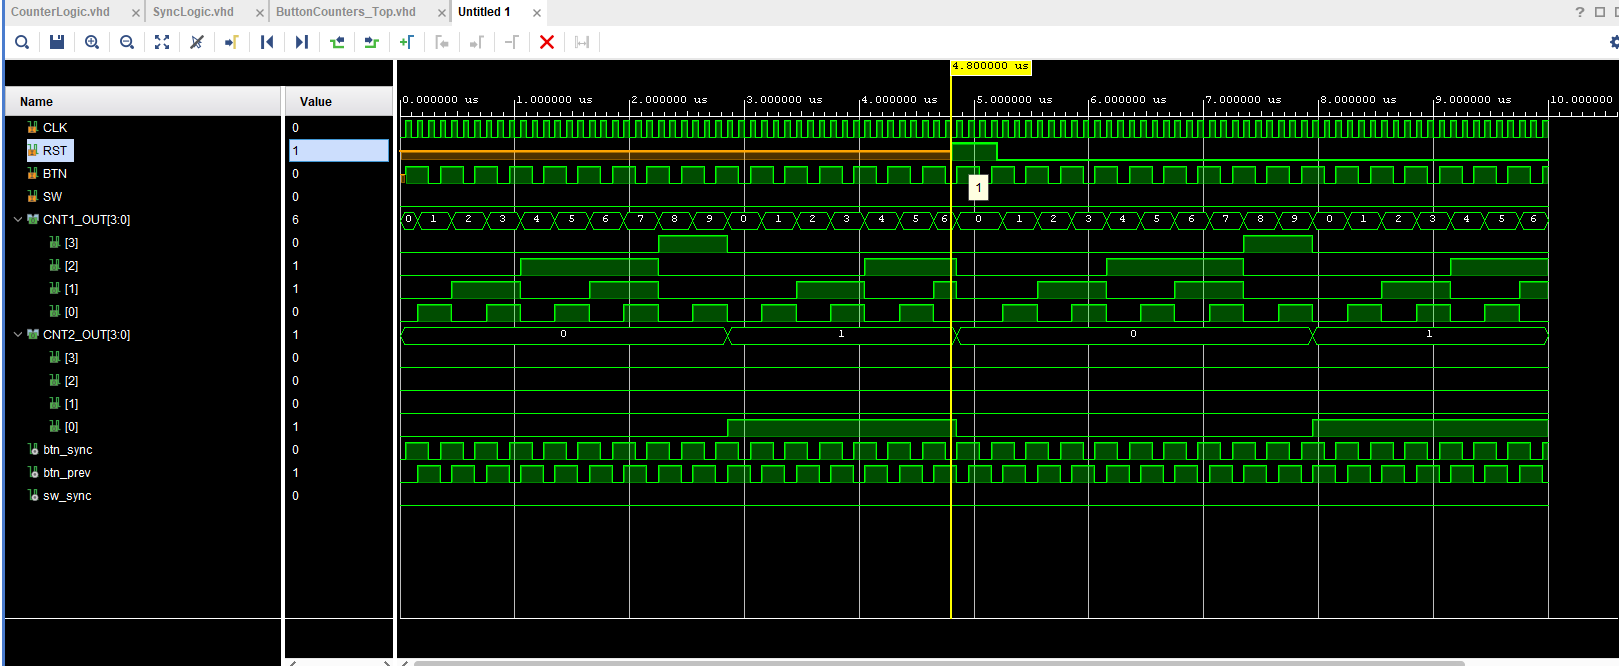 CounterLogic.vhd × SyncLogic.vhd × ButtonCounters_Top.vhd × Untitled 1 × ?
4.800000 us
Name Value
0.000000 us 1.000000 us 2.000000 us 3.000000 us 4.000000 us 5.000000 us 6.000000 us 7.000000 us 8.000000 us 9.000000 us 10.000000
CLK 0
RST 1
BTN 0
1
SW 0
CNT1_OUT[3:0] 6 0 1 2 3 4 5 6 7 8 9 0 1 2 3 4 5 6 0 1 2 3 4 5 6 7 8 9 0 1 2 3 4 5 6
[3] 0
[2] 1
[1] 1
[0] 0
CNT2_OUT[3:0] 1 0 1 0 1
[3] 0
[2] 0
[1] 0
[0] 1
btn_sync 0
btn_prev 1
sw_sync 0